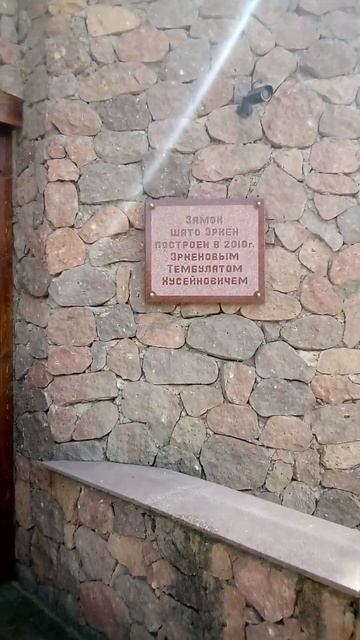 ЗАМОК
ШАТО ЭРКЕН
ПОСТРОЕН В 2010г.
ЭРКЕНОВЫМ
ТЕМБУЛАТОМ
ХУСЕЙНОВИЧЕМ